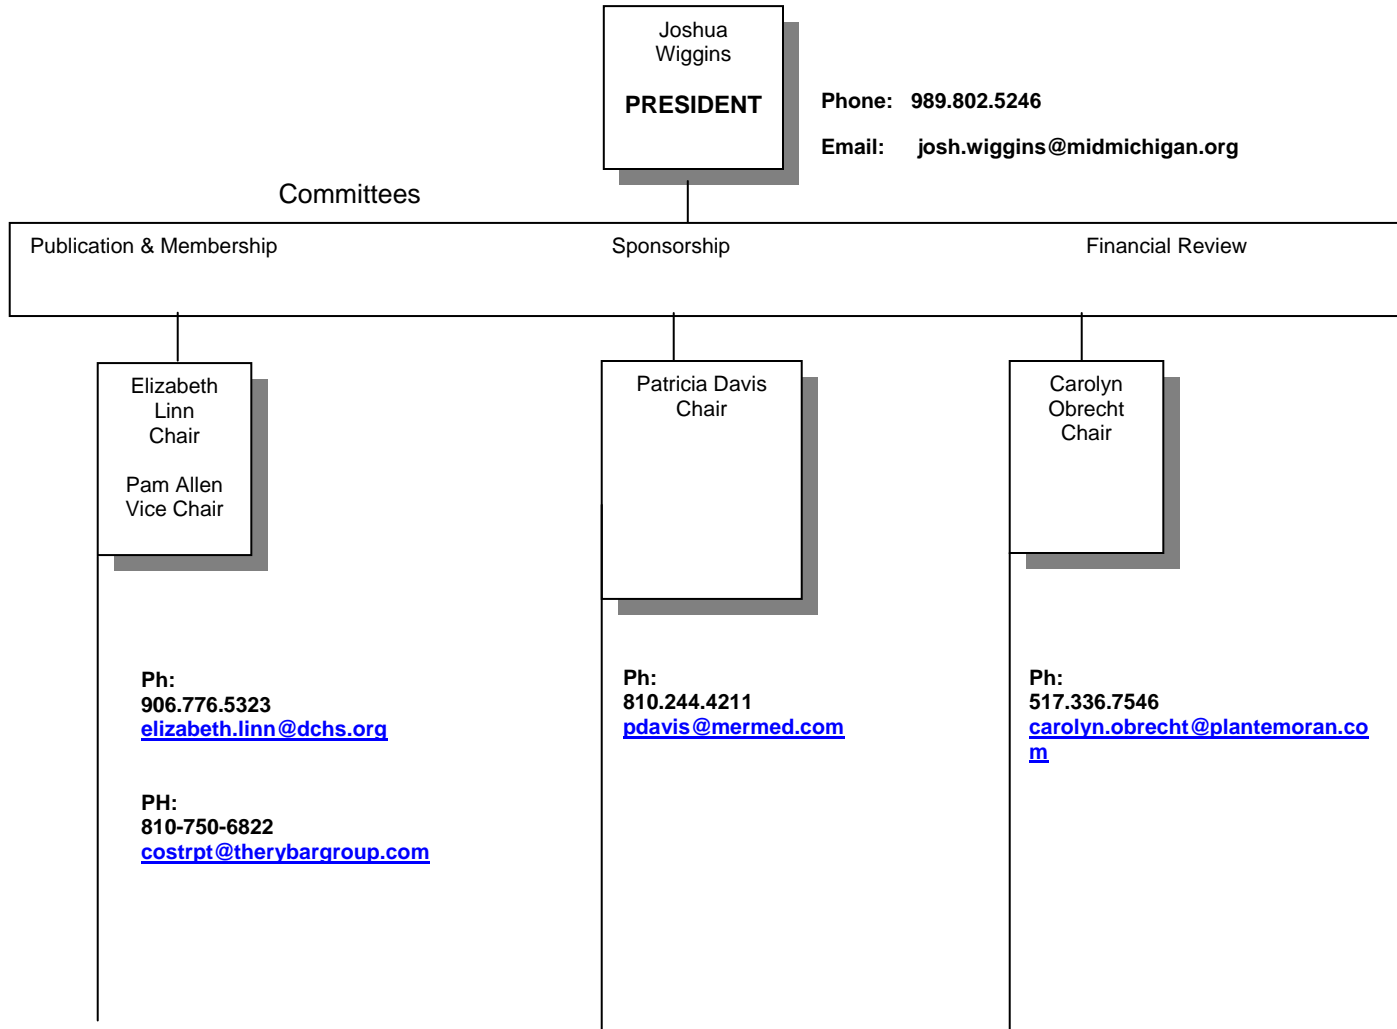 Joshua
Wiggins
PRESIDENT
Phone: 989.802.5246
Email: josh.wiggins@midmichigan.org
Committees
Publication & Membership
Sponsorship
Financial Review
Elizabeth
Linn
Chair
Pam Allen
Vice Chair
Patricia Davis
Chair
Carolyn
Obrecht
Chair
Ph:
906.776.5323
elizabeth.linn@dchs.org
PH:
810-750-6822
costrpt@therybargroup.com
Ph:
810.244.4211
pdavis@mermed.com
Ph:
517.336.7546
carolyn.obrecht@plantemoran.co
m